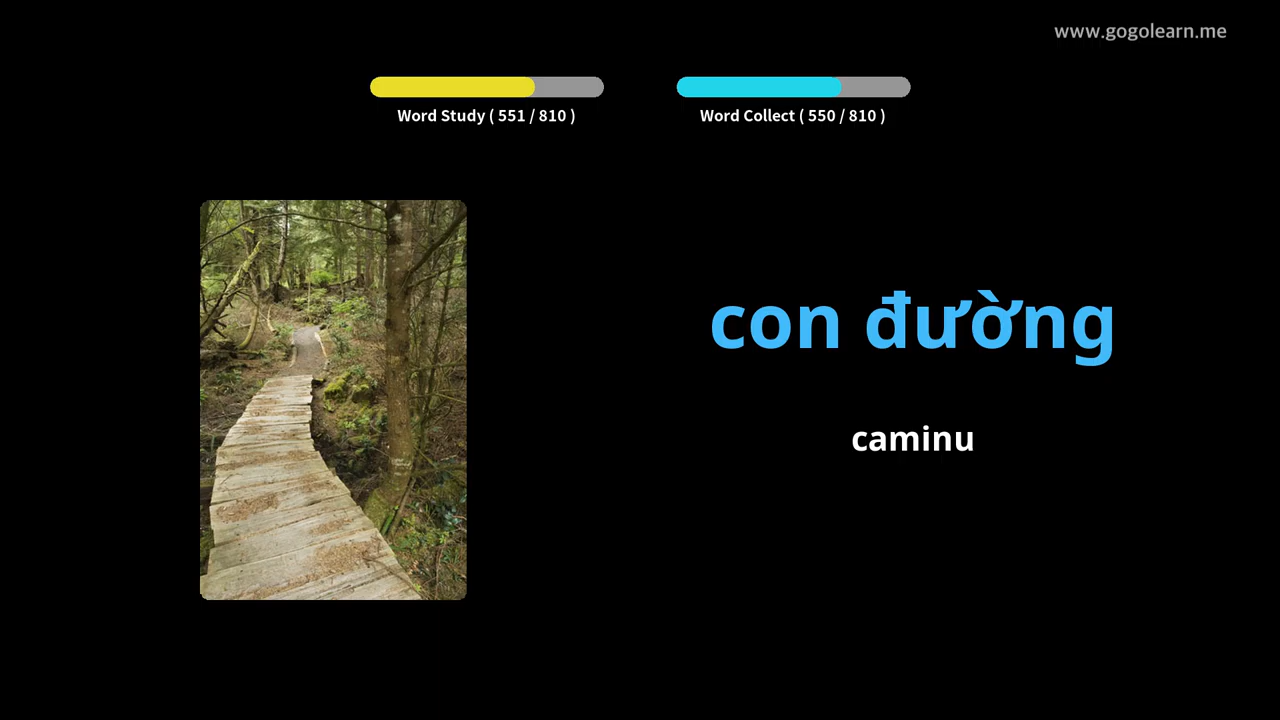 www.gogolearn.me
Word Study ( 551 / 810 )
Word Collect ( 550 / 810 )
con đường
caminu